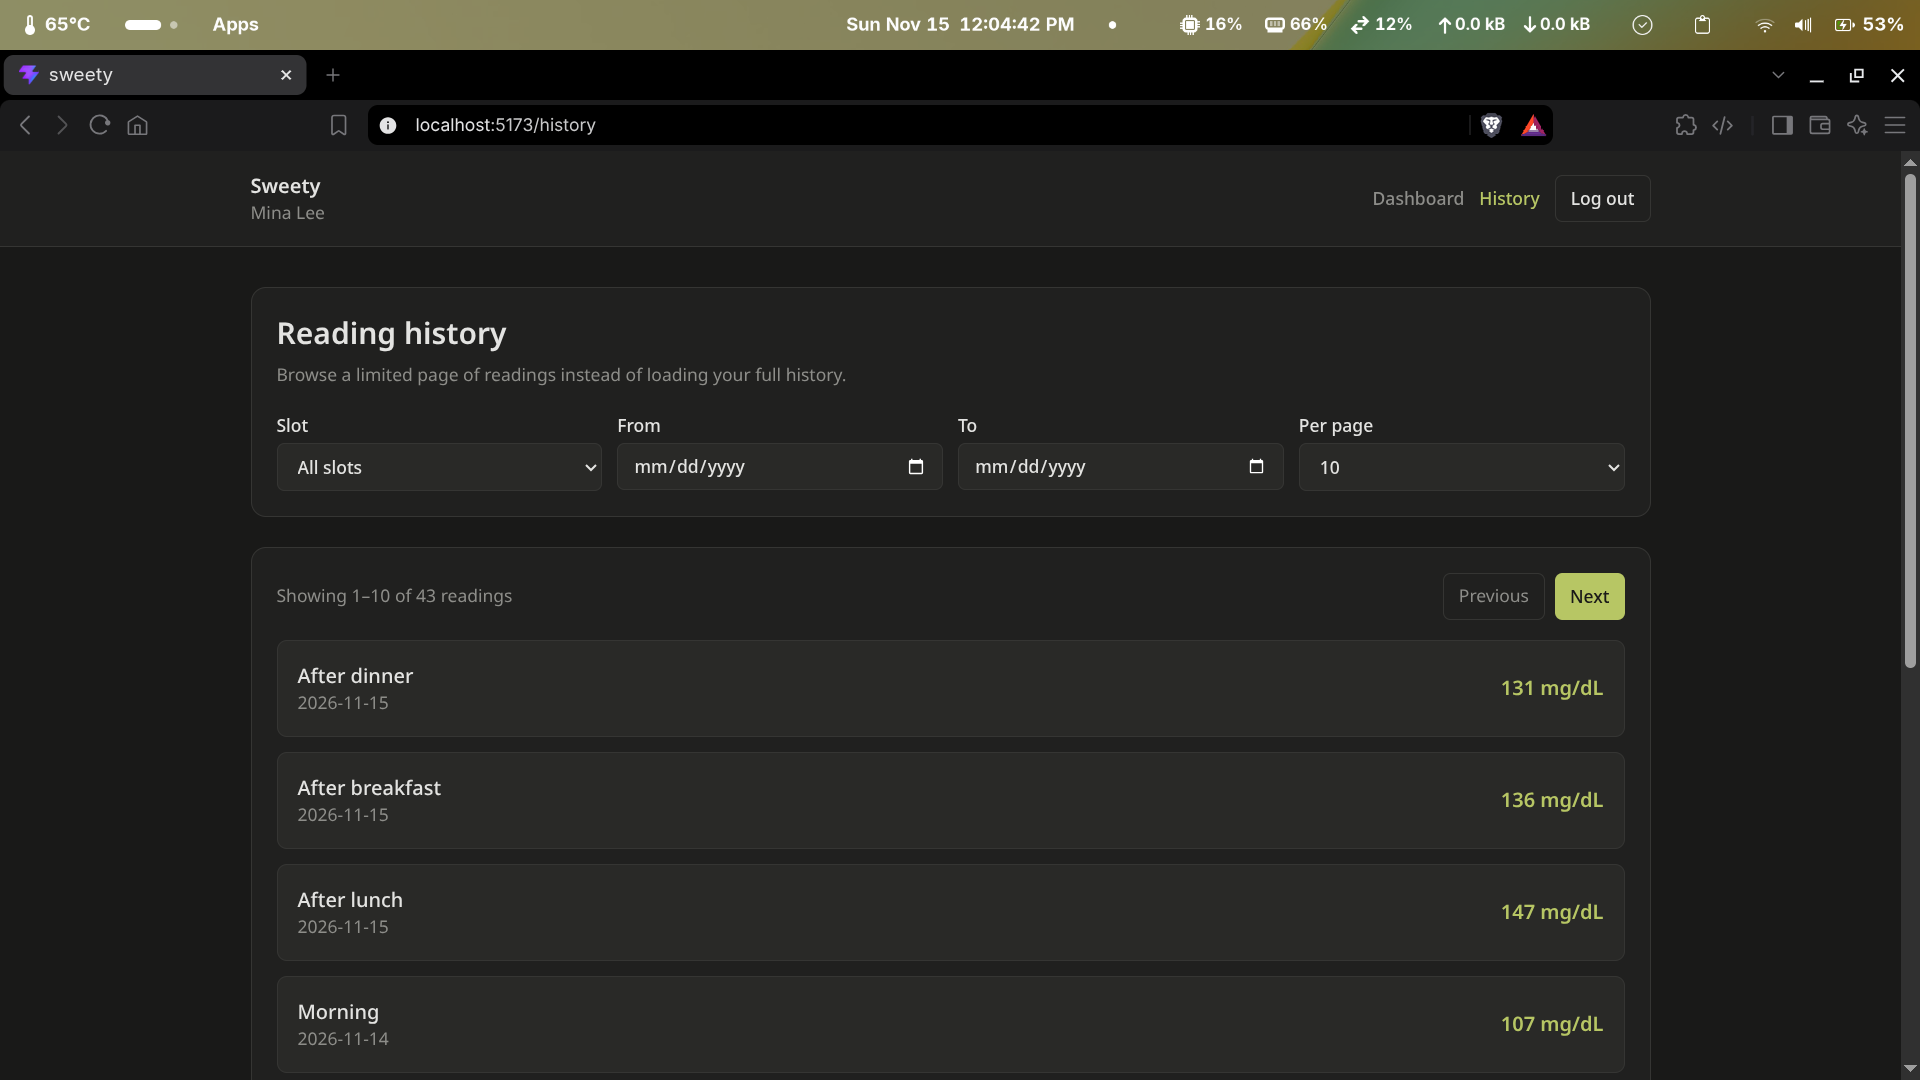 65°C Apps Sun Nov 15 12:04:42 PM 16% 66% 12% 0.0 kB 0.0 kB 53%
sweety
localhost:5173/history
Sweety
Mina Lee
Dashboard History Log out
Reading history
Browse a limited page of readings instead of loading your full history.
Slot From To Per page
All slots mm/dd/yyyy mm/dd/yyyy 10
Showing 1–10 of 43 readings Previous Next
After dinner
2026-11-15
131 mg/dL
After breakfast
2026-11-15
136 mg/dL
After lunch
2026-11-15
147 mg/dL
Morning
2026-11-14
107 mg/dL